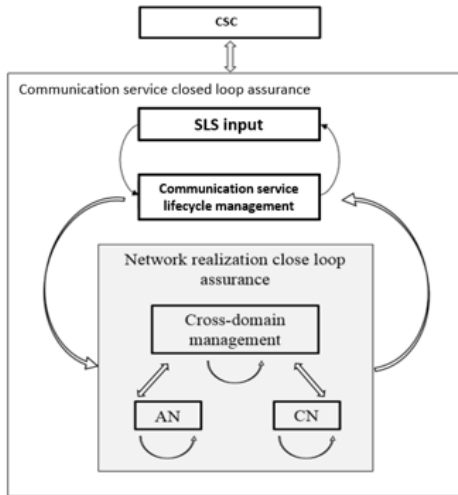 CSC
Communication service closed loop assurance
SLS input
Communication service
lifecycle management
Network realization close loop
assurance
Cross-domain
management
AN
CN